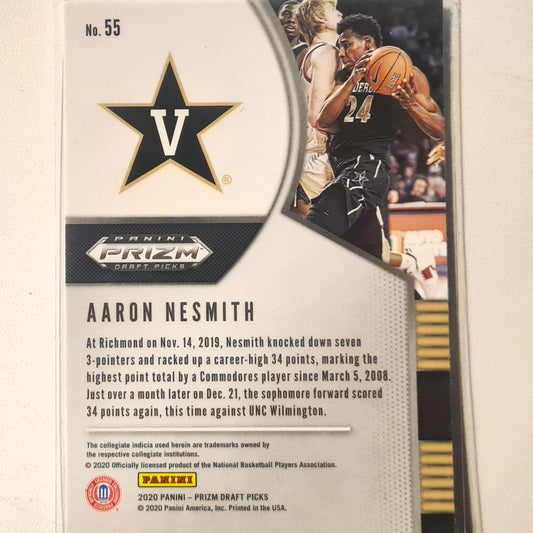 No. 55
V
®
DERB
24
PANINI
PRIZM
DRAFT PICKS
AARON NESMITH
At Richmond on Nov. 14, 2019, Nesmith knocked down seven
3-pointers and racked up a career-high 34 points, marking the
highest point total by a Commodores player since March 5, 2008.
Just over a month later on Dec. 21, the sophomore forward scored
34 points again, this time against UNC Wilmington.
The collegiate indicia used herein are trademarks owned by
the respective collegiate institutions.
© 2020 Officially licensed product of the National Basketball Players Association.
PANINI
2020 PANINI – PRIZM DRAFT PICKS
© 2020 Panini America, Inc. Printed in the USA.